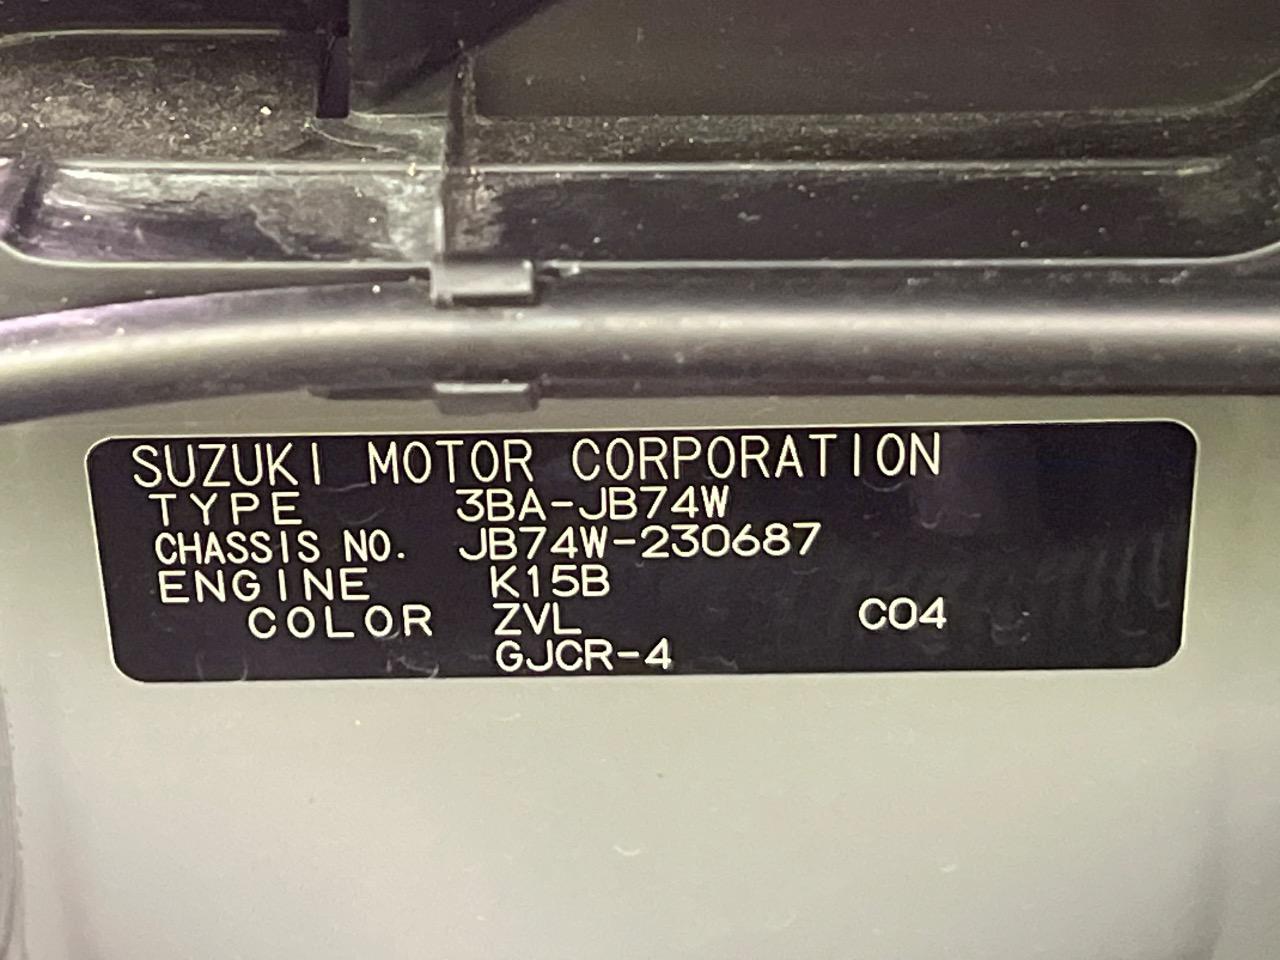 SUZUKI MOTOR CORPORATION
TYPE 3BA-JB74W
CHASSIS NO. JB74W-230687
ENGINE K15B
COLOR ZVL C04
GJCR-4